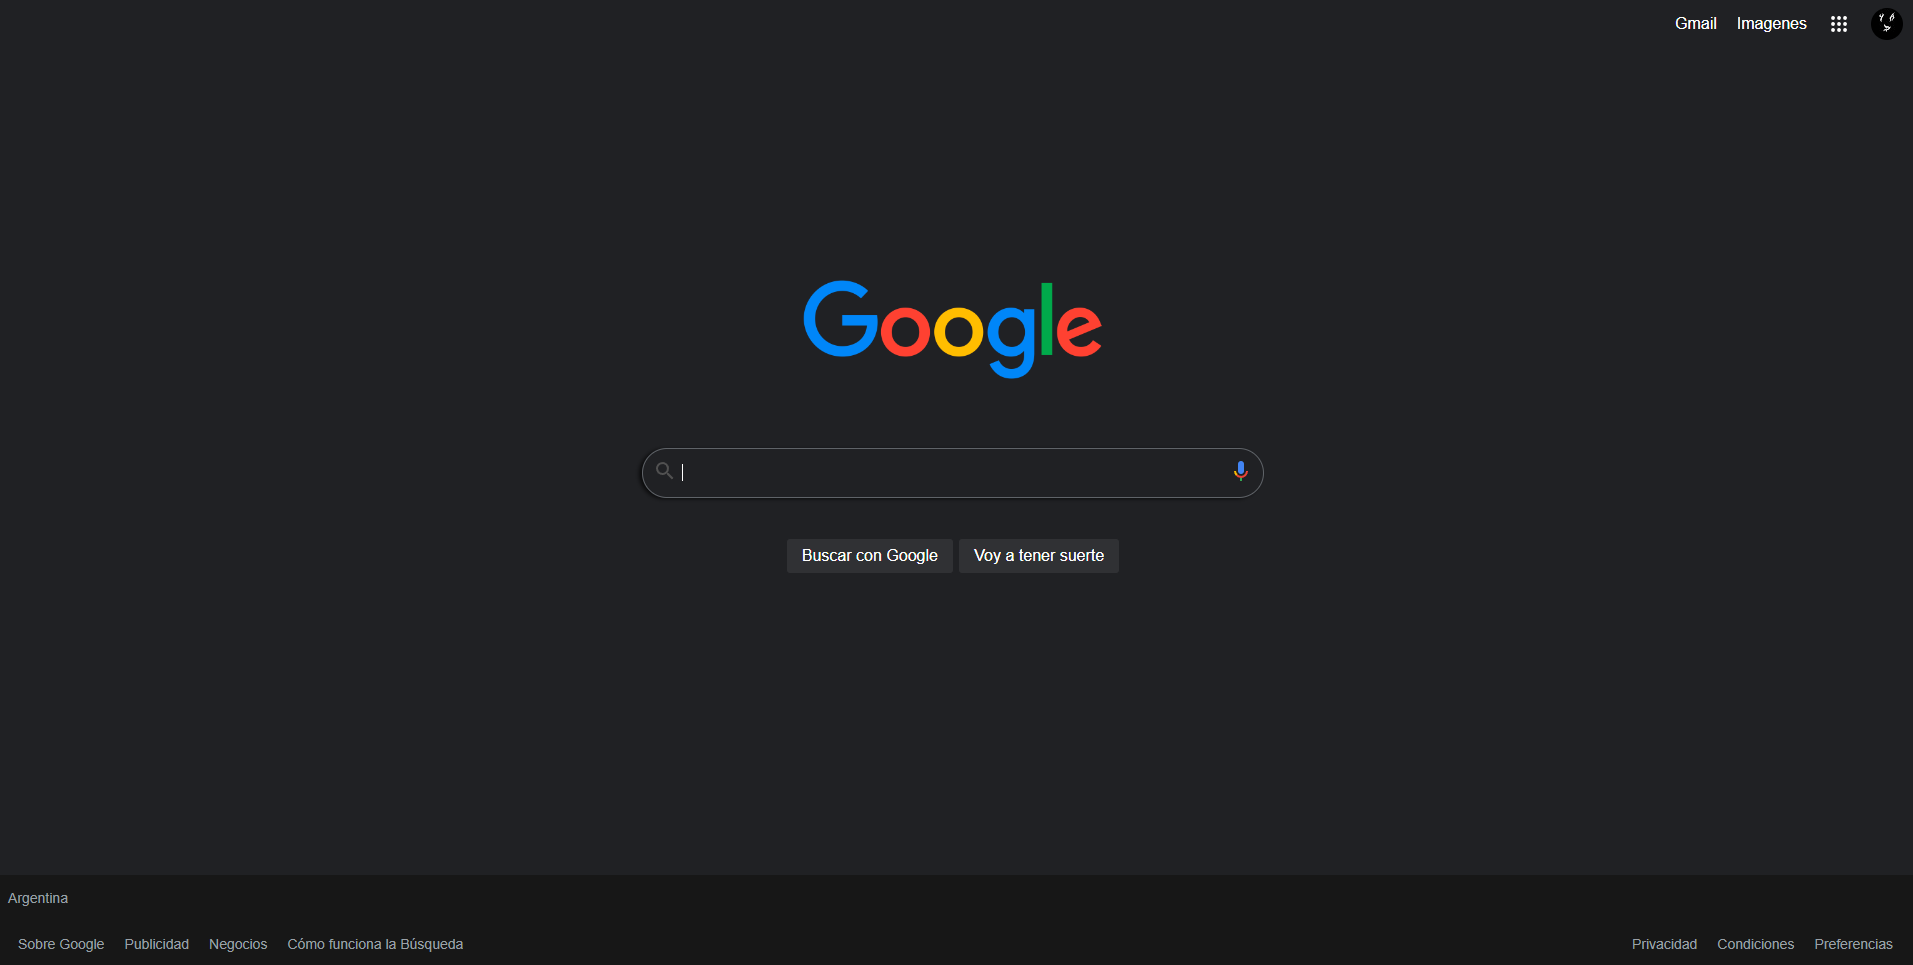 Gmail Imagenes
Google
Buscar con Google Voy a tener suerte
Argentina
Sobre Google Publicidad Negocios Cómo funciona la Búsqueda Privacidad Condiciones Preferencias